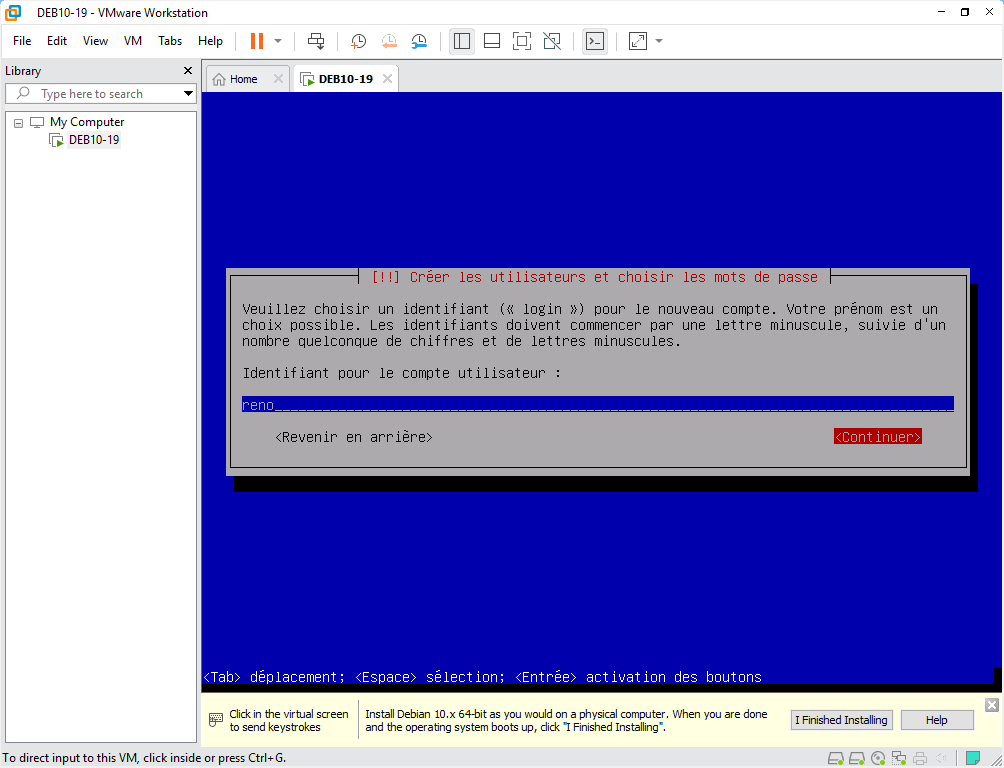 DEB10-19 - VMware Workstation
File Edit View VM Tabs Help
Library
Home
DEB10-19
Type here to search
My Computer
DEB10-19
[!!] Créer les utilisateurs et choisir les mots de passe
Veuillez choisir un identifiant (« login ») pour le nouveau compte. Votre prénom est un
choix possible. Les identifiants doivent commencer par une lettre minuscule, suivie d'un
nombre quelconque de chiffres et de lettres minuscules.
Identifiant pour le compte utilisateur :
reno
<Revenir en arrière> <Continuer>
<Tab> déplacement; <Espace> sélection; <Entrée> activation des boutons
Click in the virtual screen
to send keystrokes
Install Debian 10.x 64-bit as you would on a physical computer. When you are done
and the operating system boots up, click "I Finished Installing".
I Finished Installing
Help
To direct input to this VM, click inside or press Ctrl+G.